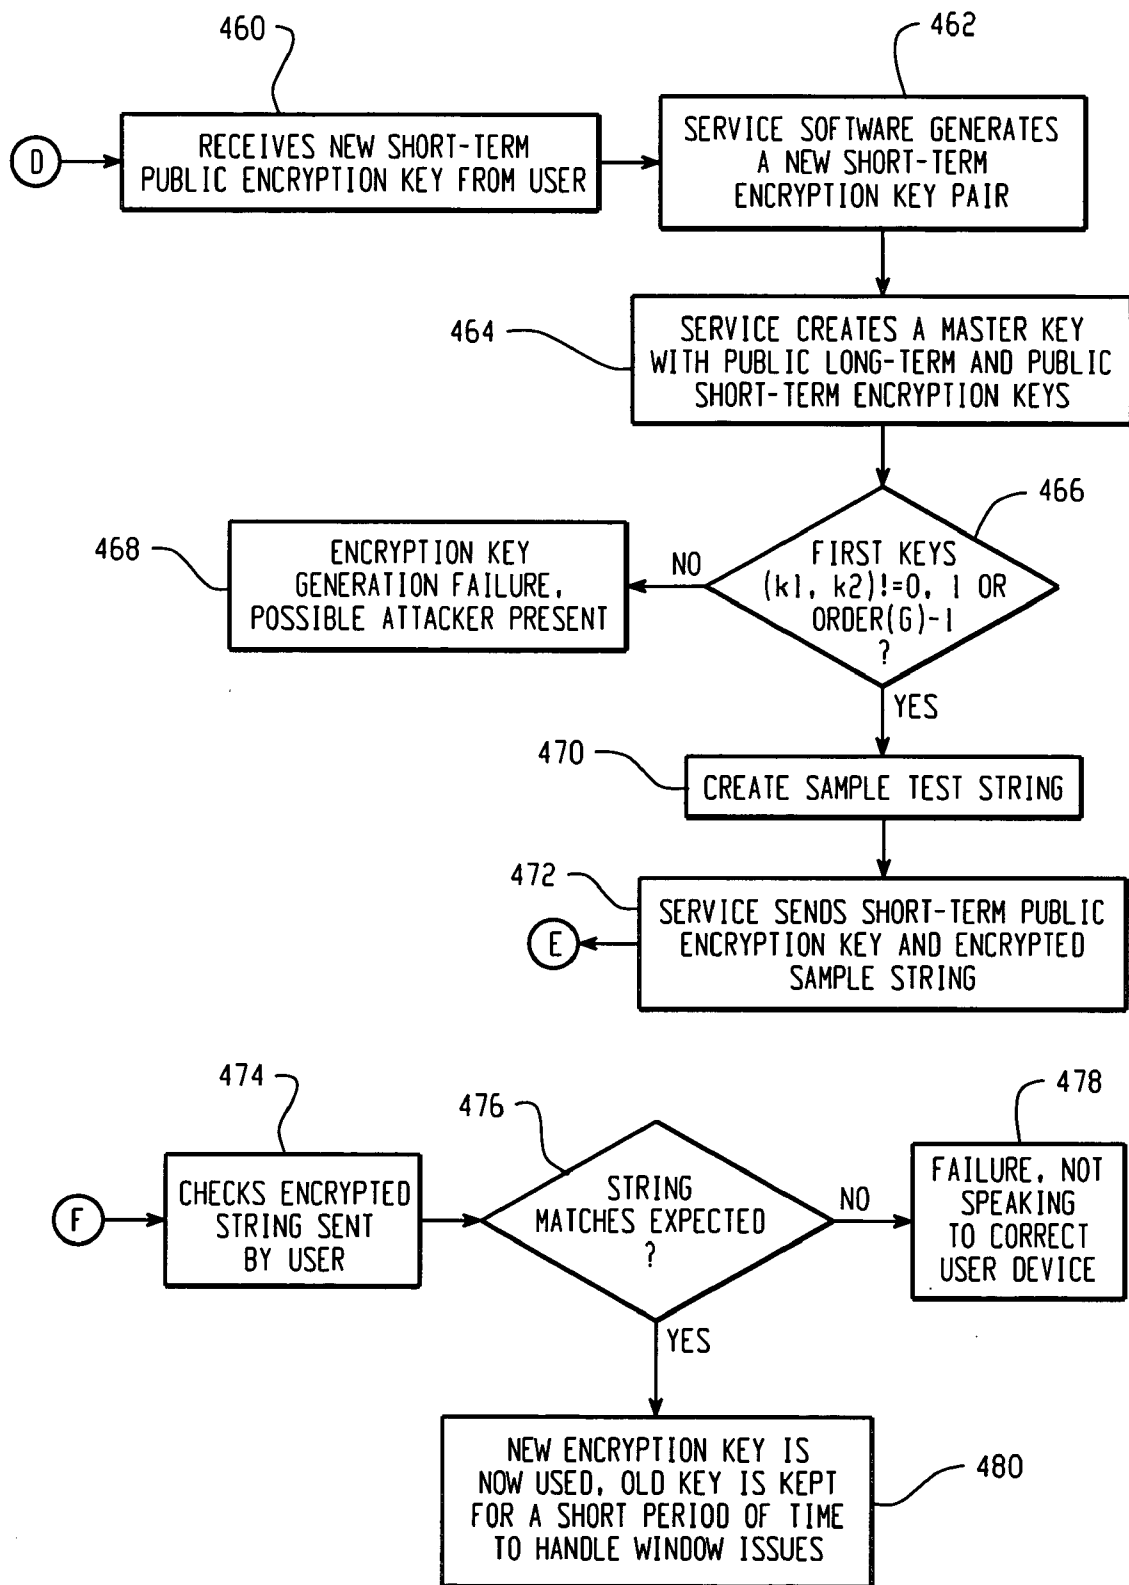 460
462
D
RECEIVES NEW SHORT-TERM
PUBLIC ENCRYPTION KEY FROM USER
SERVICE SOFTWARE GENERATES
A NEW SHORT-TERM
ENCRYPTION KEY PAIR
464
SERVICE CREATES A MASTER KEY
WITH PUBLIC LONG-TERM AND PUBLIC
SHORT-TERM ENCRYPTION KEYS
466
468
ENCRYPTION KEY
GENERATION FAILURE,
POSSIBLE ATTACKER PRESENT
NO
FIRST KEYS
(k1, k2)!=0, 1 OR
ORDER(G)-1
?
YES
470
CREATE SAMPLE TEST STRING
472
E
SERVICE SENDS SHORT-TERM PUBLIC
ENCRYPTION KEY AND ENCRYPTED
SAMPLE STRING
474
476
478
F
CHECKS ENCRYPTED
STRING SENT
BY USER
STRING
MATCHES EXPECTED
?
NO
FAILURE, NOT
SPEAKING
TO CORRECT
USER DEVICE
YES
NEW ENCRYPTION KEY IS
NOW USED, OLD KEY IS KEPT
FOR A SHORT PERIOD OF TIME
TO HANDLE WINDOW ISSUES
480